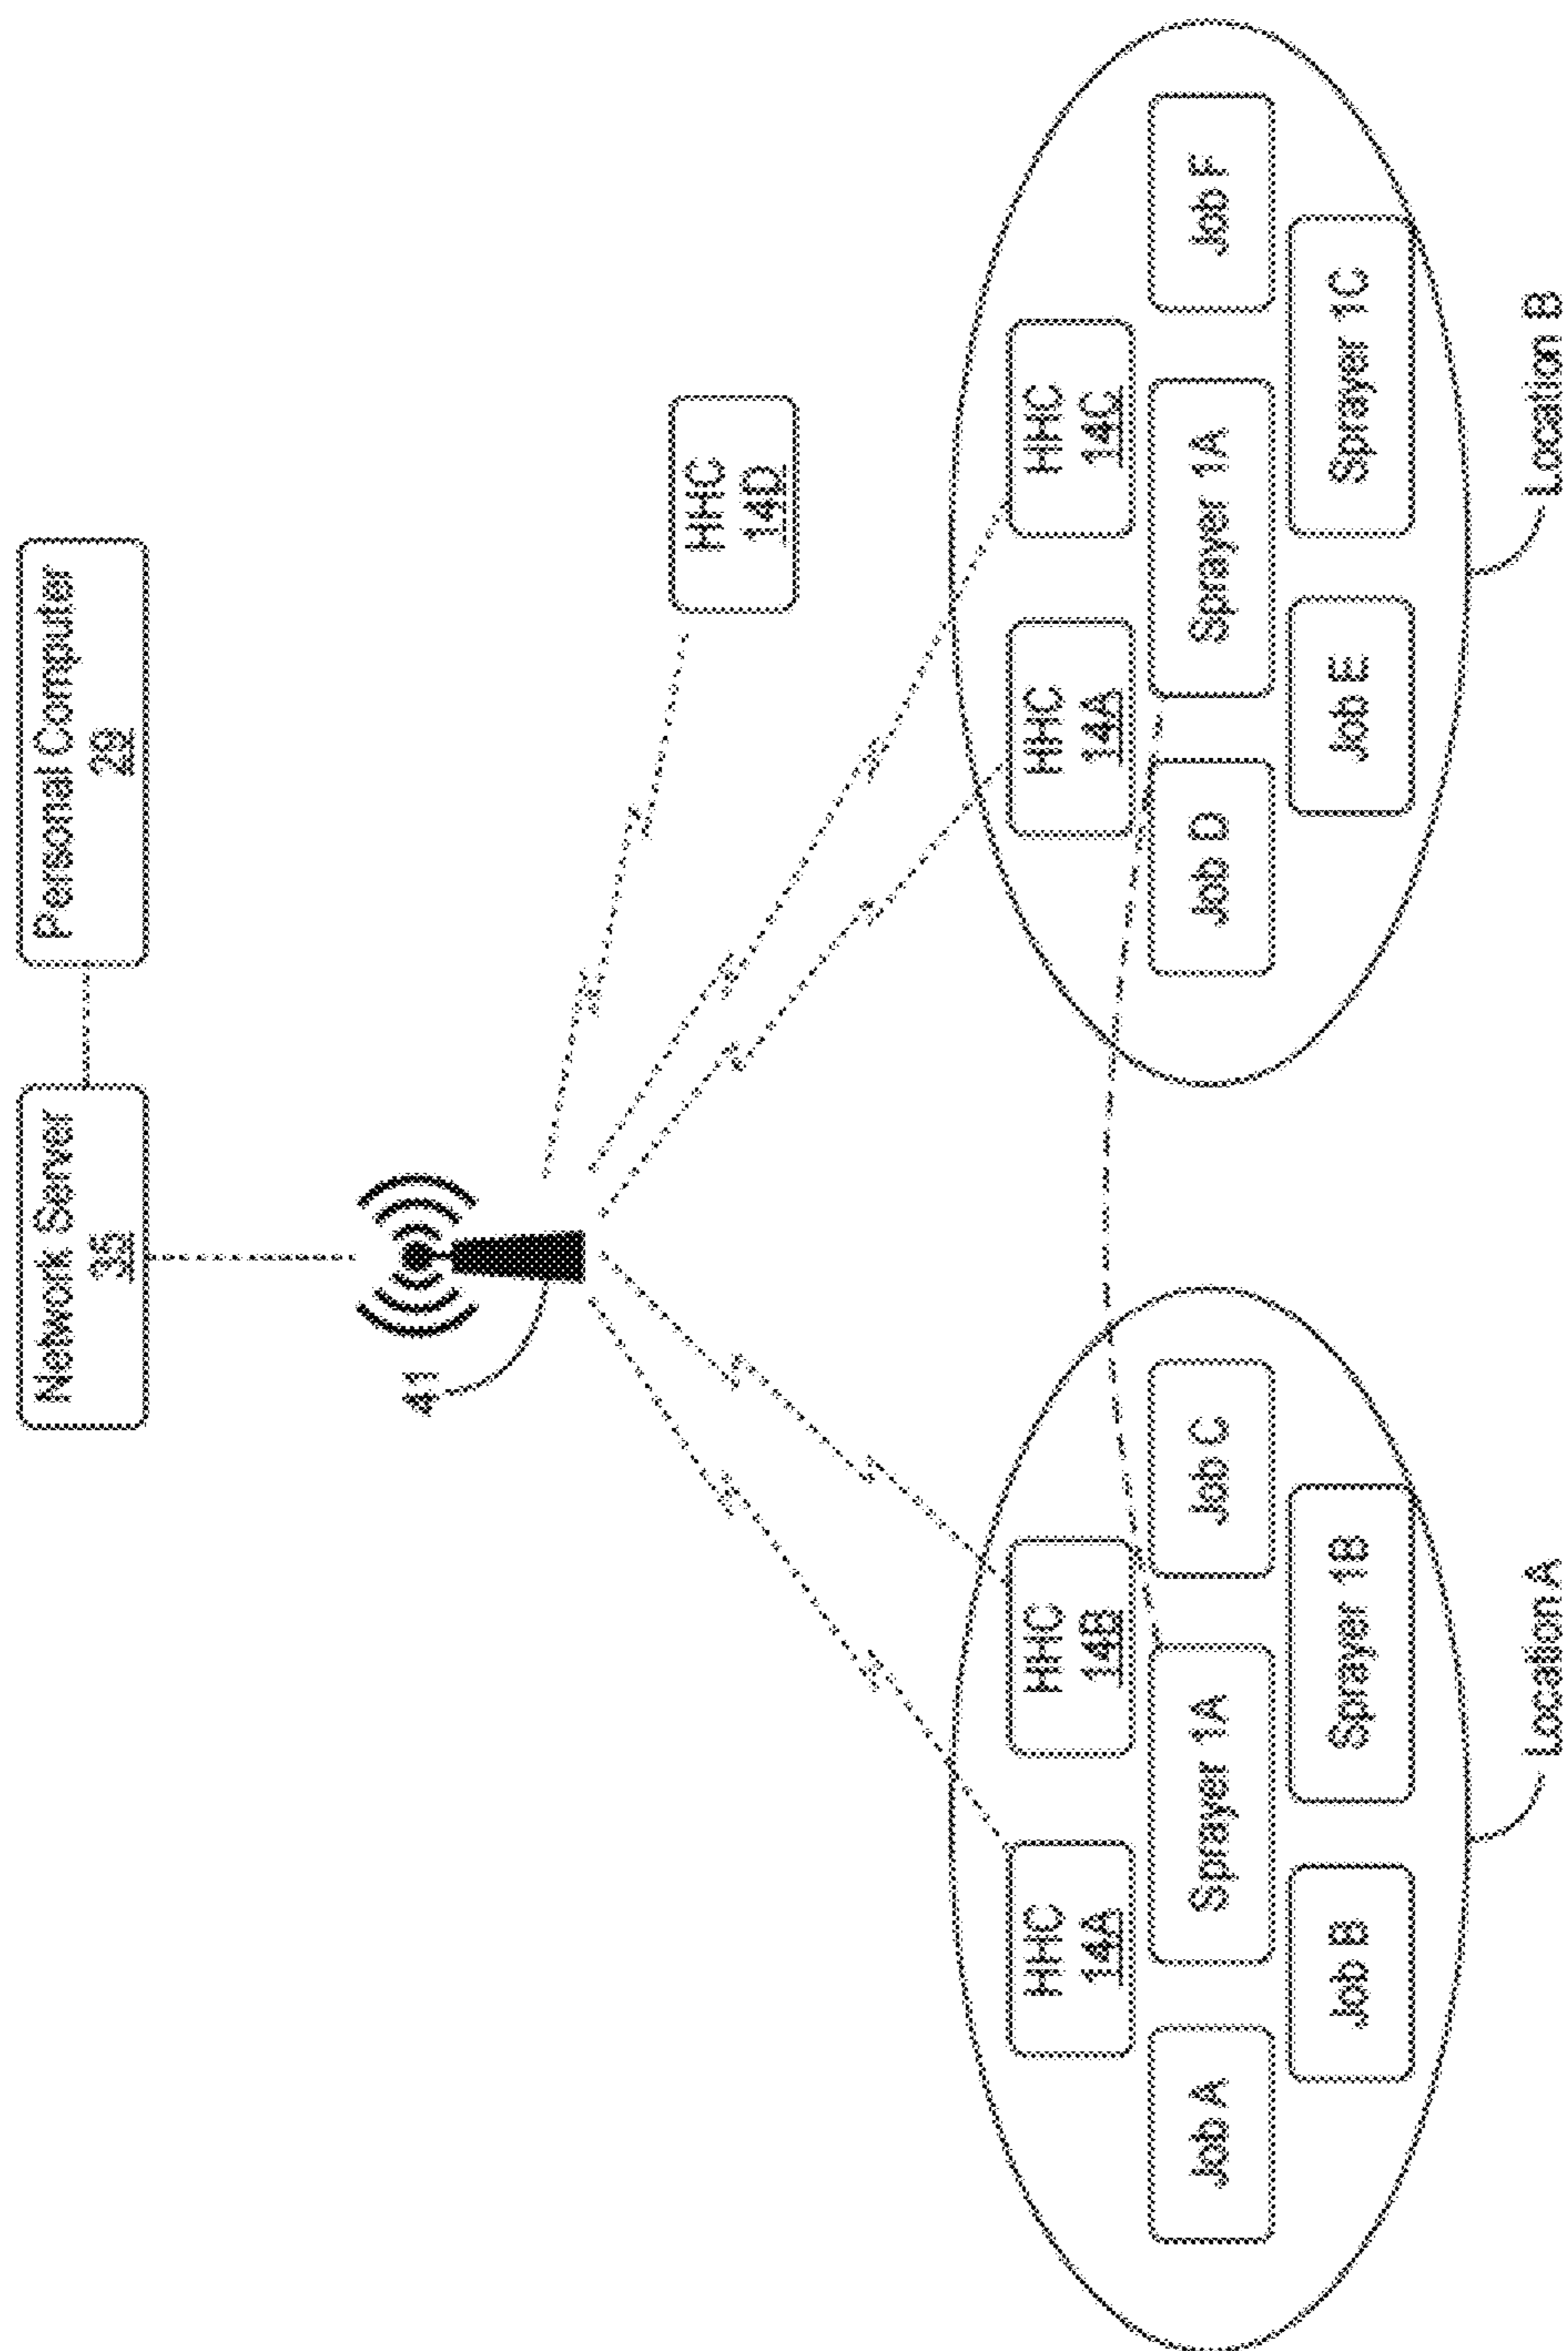 Network Server
35
Personal Computer
29
41
HHC
14D
HHC
14A
HHC
14B
Job A
Sprayer 1A
Job C
Job B
Sprayer 1B
Location A
HHC
14A
HHC
14C
Job D
Sprayer 1A
Job F
Job E
Sprayer 1C
Location B